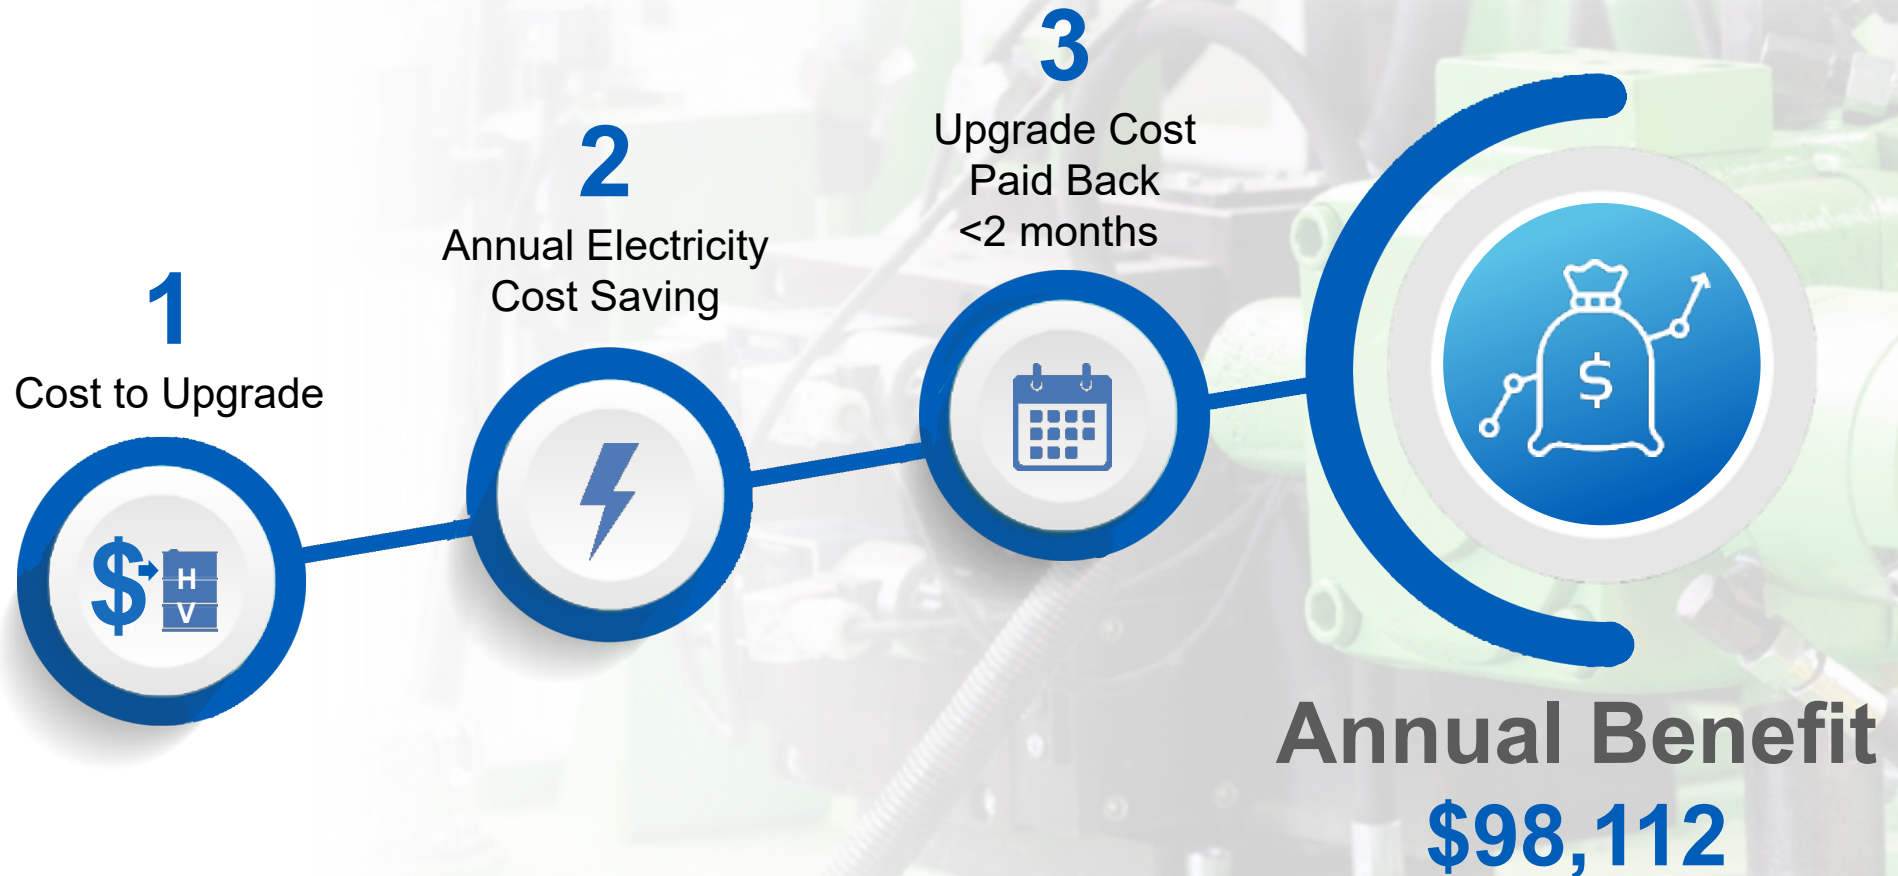 1
Cost to Upgrade
$
H
V
2
Annual Electricity
Cost Saving
3
Upgrade Cost
Paid Back
<2 months
$
Annual Benefit
$98,112